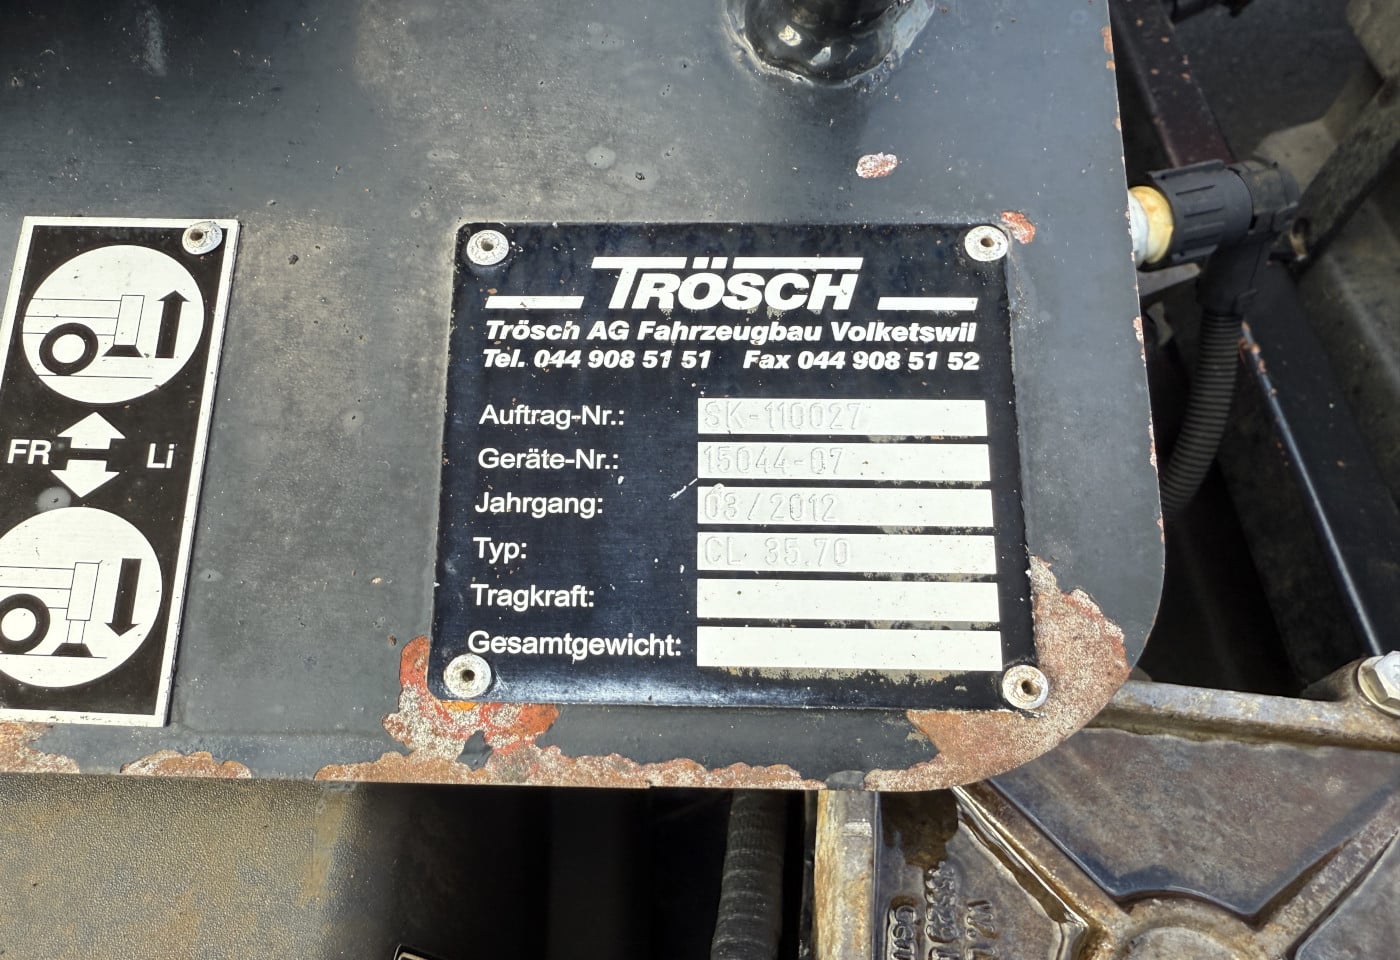 TRÖSCH
Trösch AG Fahrzeugbau Volketswil
Tel. 044 908 51 51 Fax 044 908 51 52
Auftrag-Nr.: SK-110027
Geräte-Nr.: 15044-07
Jahrgang: 03/2012
Typ: CL 35.70
Tragkraft:
Gesamtgewicht:
FR Li